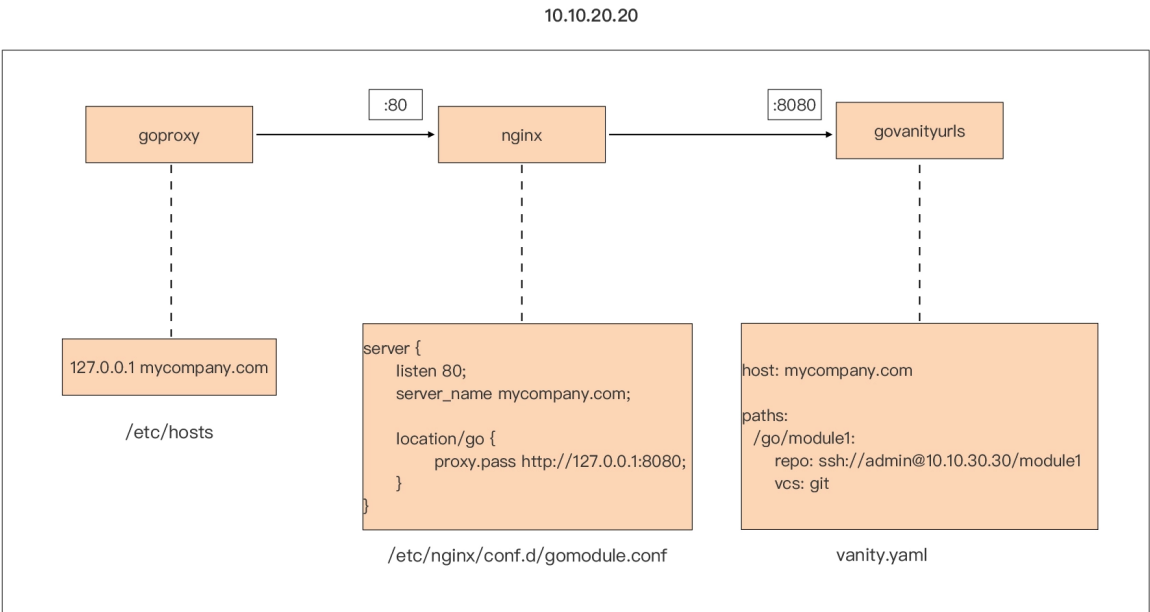 10.10.20.20
:80
:8080
goproxy
nginx
govanityurls
127.0.0.1 mycompany.com
/etc/hosts
server {
listen 80;
server_name mycompany.com;
location/go {
proxy.pass http://127.0.0.1:8080;
}
}
/etc/nginx/conf.d/gomodule.conf
host: mycompany.com
paths:
/go/module1:
repo: ssh://admin@10.10.30.30/module1
vcs: git
vanity.yaml